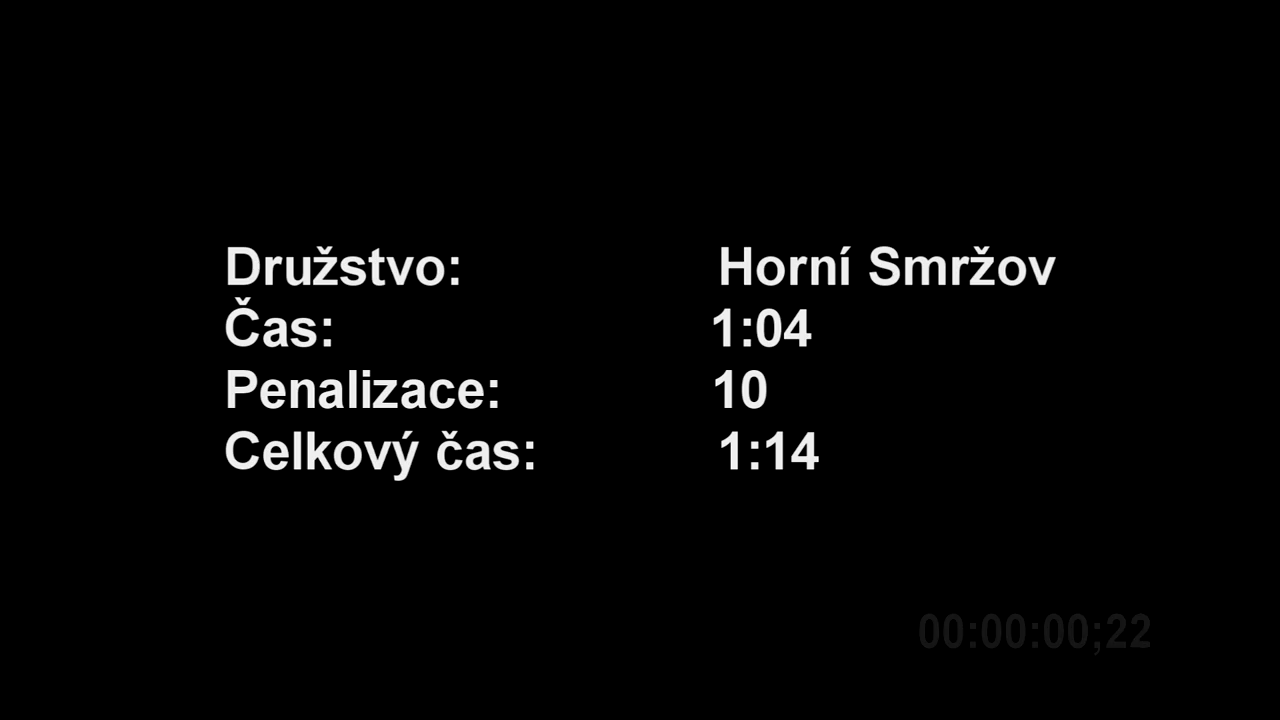 Družstvo: Horní Smržov
Čas: 1:04
Penalizace: 10
Celkový čas: 1:14
00:00:00;22